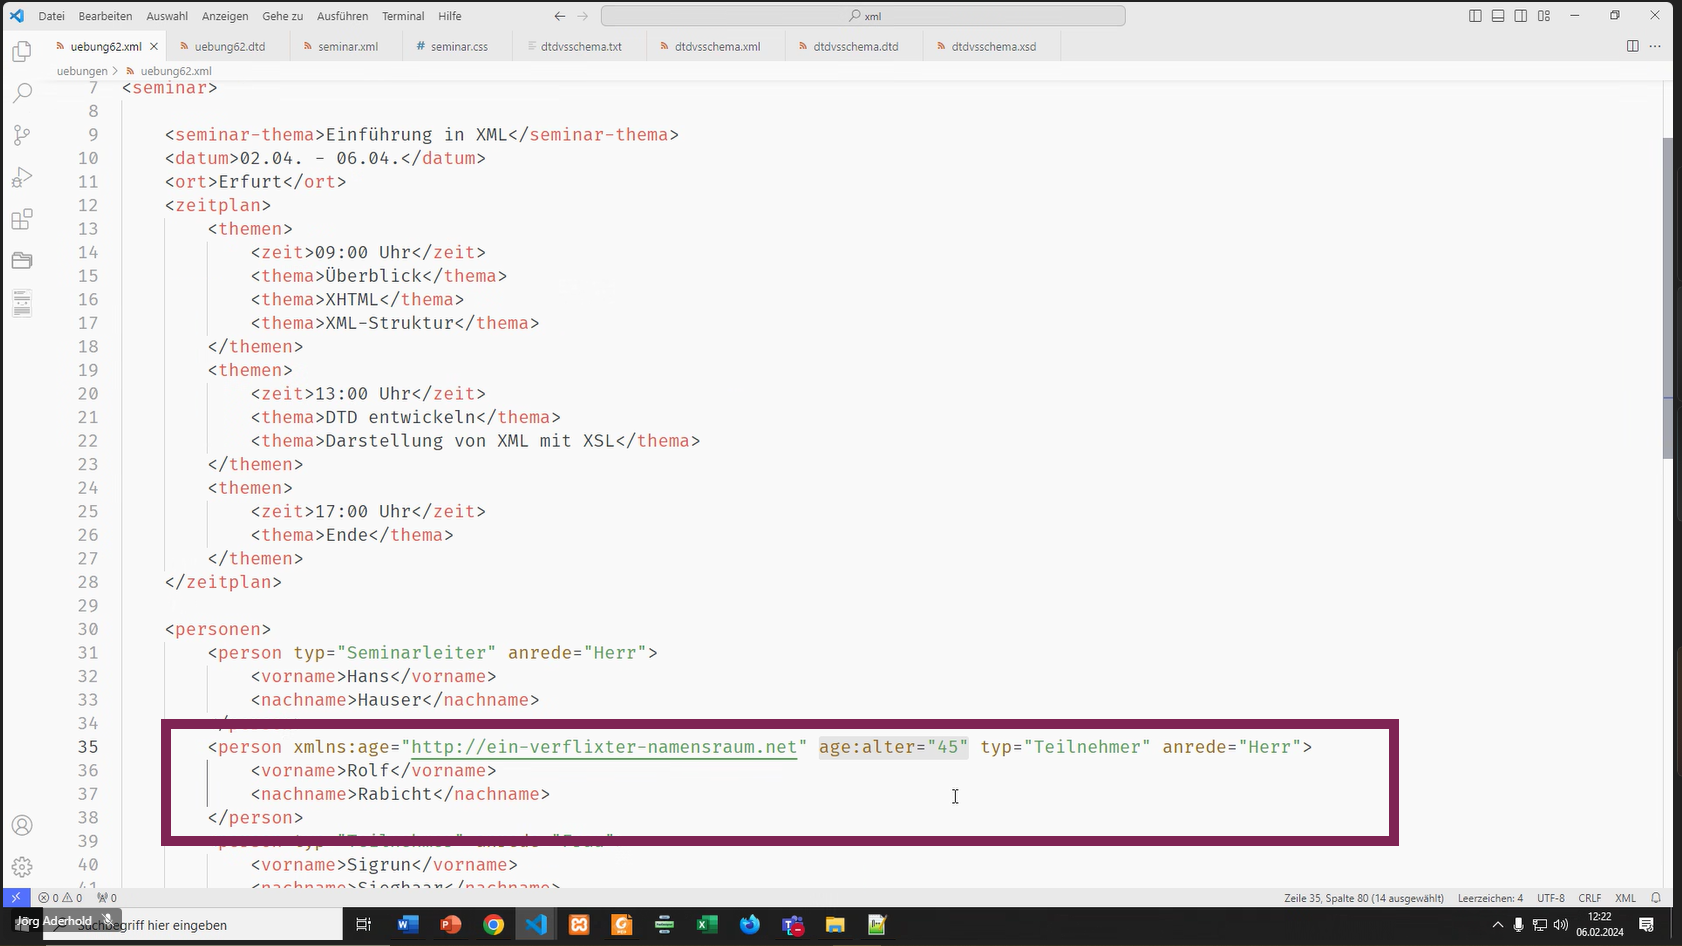 Datei Bearbeiten Auswahl Anzeigen Gehe zu Ausführen Terminal Hilfe xml
uebung62.xml uebung62.dtd seminar.xml seminar.css dtdvsschema.txt dtdvsschema.xml dtdvsschema.dtd dtdvsschema.xsd
uebungen > uebung62.xml
7 <seminar>
8
9 <seminar-thema>Einführung in XML</seminar-thema>
10 <datum>02.04. - 06.04.</datum>
11 <ort>Erfurt</ort>
12 <zeitplan>
13 <themen>
14 <zeit>09:00 Uhr</zeit>
15 <thema>Überblick</thema>
16 <thema>XHTML</thema>
17 <thema>XML-Struktur</thema>
18 </themen>
19 <themen>
20 <zeit>13:00 Uhr</zeit>
21 <thema>DTD entwickeln</thema>
22 <thema>Darstellung von XML mit XSL</thema>
23 </themen>
24 <themen>
25 <zeit>17:00 Uhr</zeit>
26 <thema>Ende</thema>
27 </themen>
28 </zeitplan>
29
30 <personen>
31 <person typ="Seminarleiter" anrede="Herr">
32 <vorname>Hans</vorname>
33 <nachname>Hauser</nachname>
34
35 <person xmlns:age="http://ein-verflixter-namensraum.net" age:alter="45" typ="Teilnehmer" anrede="Herr">
36 <vorname>Rolf</vorname>
37 <nachname>Rabicht</nachname>
38 </person>
39
40 <vorname>Sigrun</vorname>
41 <nachname>Sieghaar</nachname>
0 0 0 Zeile 35, Spalte 80 (14 ausgewählt) Leerzeichen: 4 UTF-8 CRLF XML
Jörg Aderhold
Suchbegriff hier eingeben
12:22
06.02.2024